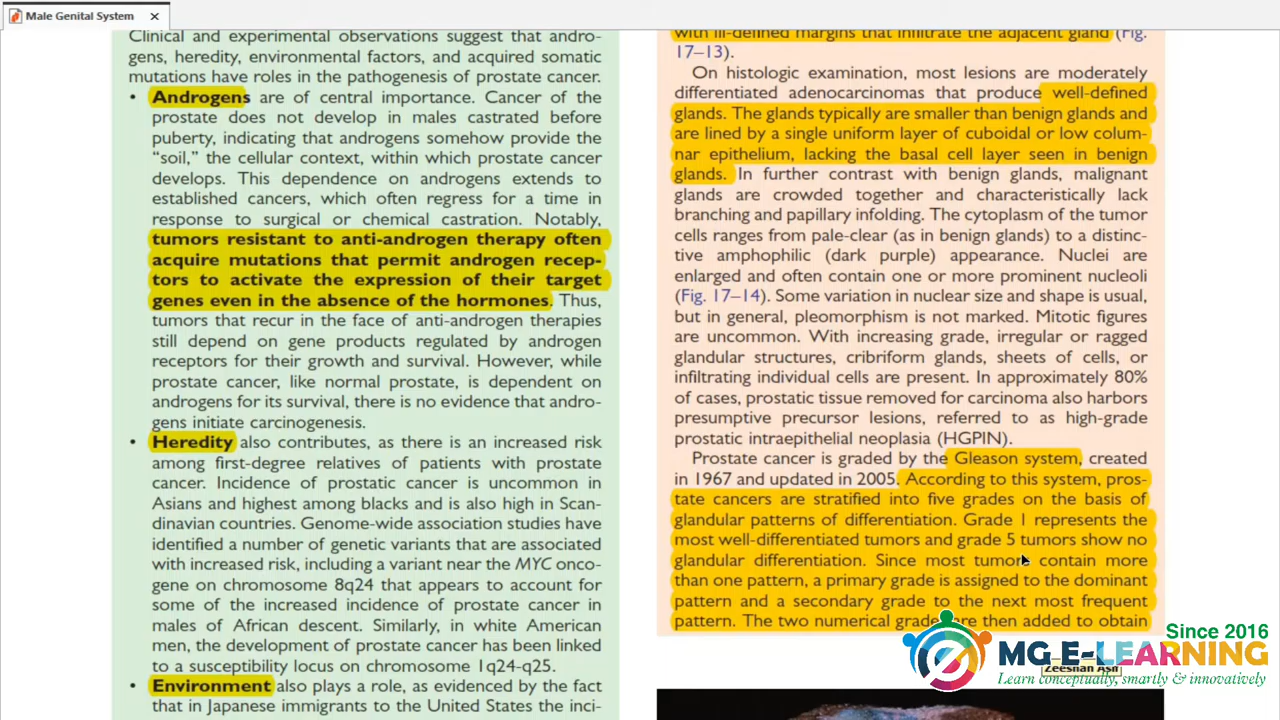 Male Genital System
Clinical and experimental observations suggest that andro-
gens, heredity, environmental factors, and acquired somatic
mutations have roles in the pathogenesis of prostate cancer.
• Androgens are of central importance. Cancer of the
prostate does not develop in males castrated before
puberty, indicating that androgens somehow provide the
“soil,” the cellular context, within which prostate cancer
develops. This dependence on androgens extends to
established cancers, which often regress for a time in
response to surgical or chemical castration. Notably,
tumors resistant to anti-androgen therapy often
acquire mutations that permit androgen recep-
tors to activate the expression of their target
genes even in the absence of the hormones. Thus,
tumors that recur in the face of anti-androgen therapies
still depend on gene products regulated by androgen
receptors for their growth and survival. However, while
prostate cancer, like normal prostate, is dependent on
androgens for its survival, there is no evidence that andro-
gens initiate carcinogenesis.
• Heredity also contributes, as there is an increased risk
among first-degree relatives of patients with prostate
cancer. Incidence of prostatic cancer is uncommon in
Asians and highest among blacks and is also high in Scan-
dinavian countries. Genome-wide association studies have
identified a number of genetic variants that are associated
with increased risk, including a variant near the MYC onco-
gene on chromosome 8q24 that appears to account for
some of the increased incidence of prostate cancer in
males of African descent. Similarly, in white American
men, the development of prostate cancer has been linked
to a susceptibility locus on chromosome 1q24-q25.
• Environment also plays a role, as evidenced by the fact
that in Japanese immigrants to the United States the inci-
with ill-defined margins that infiltrate the adjacent gland (Fig.
17–13).
On histologic examination, most lesions are moderately
differentiated adenocarcinomas that produce well-defined
glands. The glands typically are smaller than benign glands and
are lined by a single uniform layer of cuboidal or low colum-
nar epithelium, lacking the basal cell layer seen in benign
glands. In further contrast with benign glands, malignant
glands are crowded together and characteristically lack
branching and papillary infolding. The cytoplasm of the tumor
cells ranges from pale-clear (as in benign glands) to a distinc-
tive amphophilic (dark purple) appearance. Nuclei are
enlarged and often contain one or more prominent nucleoli
(Fig. 17–14). Some variation in nuclear size and shape is usual,
but in general, pleomorphism is not marked. Mitotic figures
are uncommon. With increasing grade, irregular or ragged
glandular structures, cribriform glands, sheets of cells, or
infiltrating individual cells are present. In approximately 80%
of cases, prostatic tissue removed for carcinoma also harbors
presumptive precursor lesions, referred to as high-grade
prostatic intraepithelial neoplasia (HGPIN).
Prostate cancer is graded by the Gleason system, created
in 1967 and updated in 2005. According to this system, pros-
tate cancers are stratified into five grades on the basis of
glandular patterns of differentiation. Grade 1 represents the
most well-differentiated tumors and grade 5 tumors show no
glandular differentiation. Since most tumors contain more
than one pattern, a primary grade is assigned to the dominant
pattern and a secondary grade to the next most frequent
pattern. The two numerical grades are then added to obtain
Since 2016
MG E-LEARNING
Zeeshan Asif
Learn conceptually, smartly & innovatively